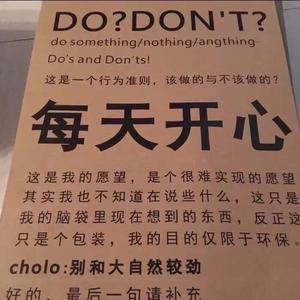 DO?DON'T?
do something/nothing/angthing
Do's and Don'ts!
这是一个行为准则，该做的与不该做的？
每天开心
这是我的愿望，是个很难实现的愿望
其实我也不知道在说些什么，这只是
我的脑袋里现在想到的东西，反正这
只是个包装，我的目的仅限于环保。
cholo:别和大自然较劲
好的，最后一句请补充